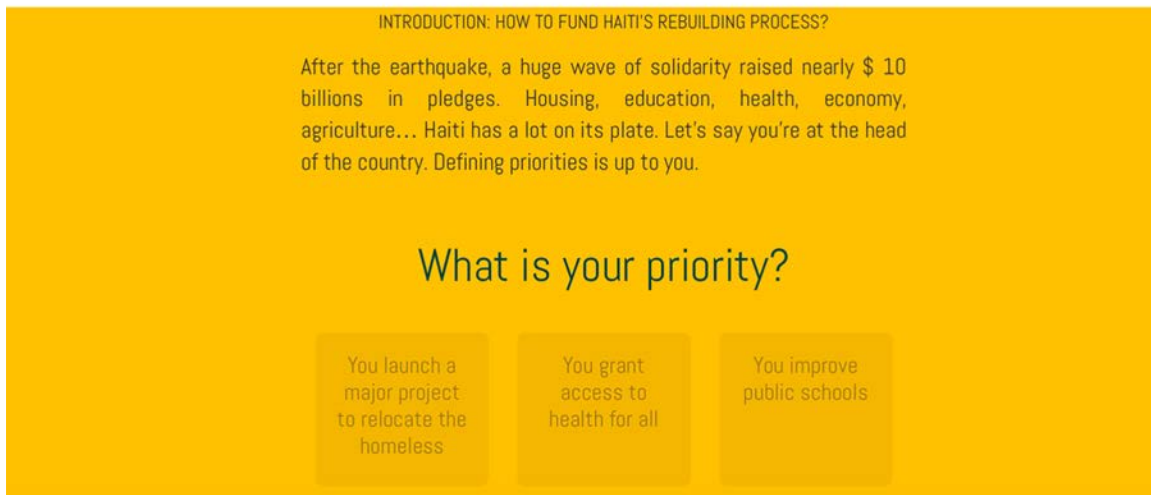 INTRODUCTION: HOW TO FUND HAITI'S REBUILDING PROCESS?
After the earthquake, a huge wave of solidarity raised nearly $ 10
billions in pledges. Housing, education, health, economy,
agriculture... Haiti has a lot on its plate. Let's say you're at the head
of the country. Defining priorities is up to you.
What is your priority?
You launch a
major project
to relocate the
homeless
You grant
access to
health for all
You improve
public schools